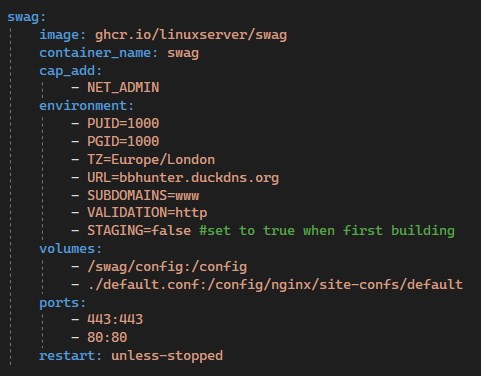 swag:
image: ghcr.io/linuxserver/swag
container_name: swag
cap_add:
- NET_ADMIN
environment:
- PUID=1000
- PGID=1000
- TZ=Europe/London
- URL=bbhunter.duckdns.org
- SUBDOMAINS=www
- VALIDATION=http
- STAGING=false #set to true when first building
volumes:
- /swag/config:/config
- ./default.conf:/config/nginx/site-confs/default
ports:
- 443:443
- 80:80
restart: unless-stopped